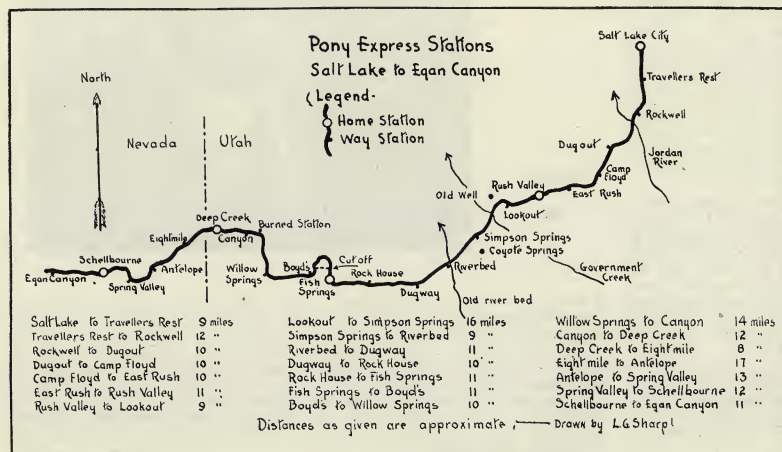 Pony Express Stations
Salt Lake to Egan Canyon
(Legend-
Home Station
Way Station
North
Nevada
Utah
Salt Lake City
Travellers Rest
Rockwell
Jordan
River
Dugout
Camp
Floyd
East Rush
Rush Valley
Lookout
Old Well
Simpson Springs
Coyote Springs
Government
Creek
Riverbed
Old river bed
Dugway
Rock House
Cutoff
Fish
Springs
Boyd's
Willow
Springs
Burned Station
Canyon
Deep Creek
Eightmile
Antelope
Spring Valley
Schellbourne
Egan Canyon
Salt Lake to Travellers Rest 9 miles
Travellers Rest to Rockwell 12 "
Rockwell to Dugout 10 "
Dugout to Camp Floyd 10 "
Camp Floyd to East Rush 10 "
East Rush to Rush Valley 11 "
Rush Valley to Lookout 9 "
Lookout to Simpson Springs 16 miles
Simpson Springs to Riverbed 9 "
Riverbed to Dugway 11 "
Dugway to Rock House 10 "
Rock House to Fish Springs 11 "
Fish Springs to Boyd's 11 "
Boyd's to Willow Springs 10 "
Willow Springs to Canyon 14 miles
Canyon to Deep Creek 12 "
Deep Creek to Eightmile 8 "
Eight mile to Antelope 17 "
Antelope to Spring Valley 13 "
Spring Valley to Schellbourne 12 "
Schellbourne to Egan Canyon 11 "
Distances as given are approximate, — Drawn by L.G. Sharp!